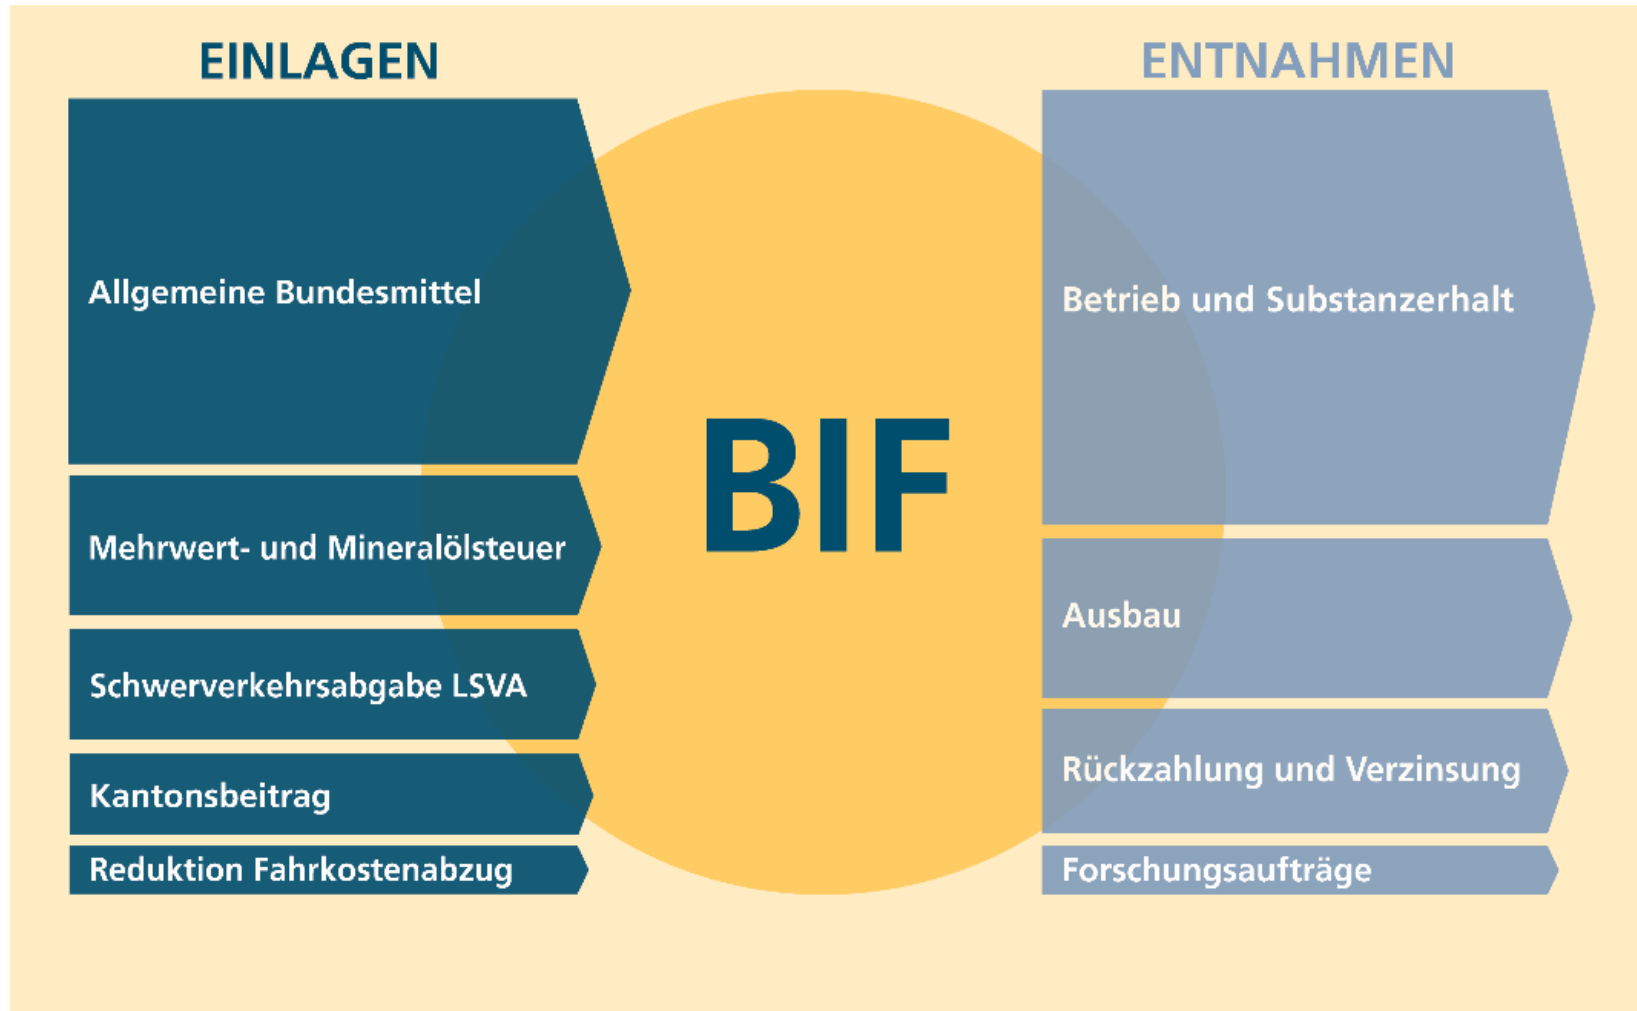 EINLAGEN
Allgemeine Bundesmittel
Mehrwert- und Mineralölsteuer
Schwerverkehrsabgabe LSVA
Kantonsbeitrag
Reduktion Fahrkostenabzug
BIF
ENTNAHMEN
Betrieb und Substanzerhalt
Ausbau
Rückzahlung und Verzinsung
Forschungsaufträge